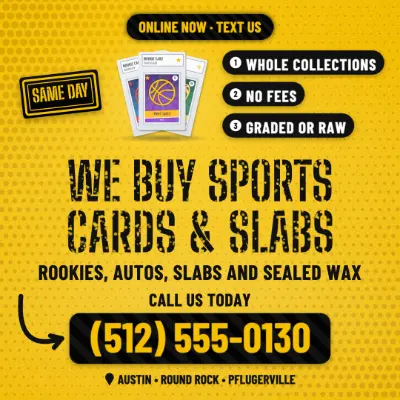 ONLINE NOW • TEXT US
SAME DAY
1 WHOLE COLLECTIONS
2 NO FEES
3 GRADED OR RAW
WE BUY SPORTS
CARDS & SLABS
ROOKIES, AUTOS, SLABS AND SEALED WAX
CALL US TODAY
(512) 555-0130
AUSTIN • ROUND ROCK • PFLUGERVILLE